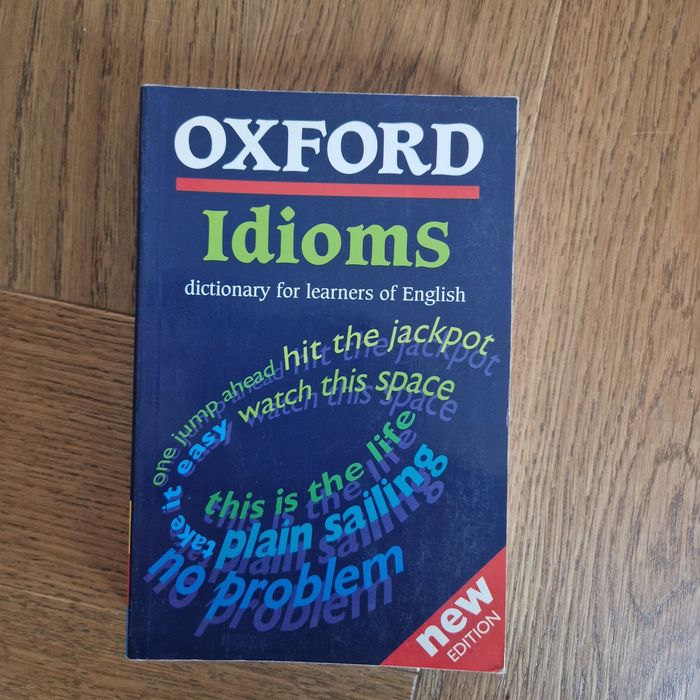 OXFORD
Idioms
dictionary for learners of English
one jump ahead hit the jackpot
take it easy watch this space
this is the life
plain sailing
no problem
new
EDITION